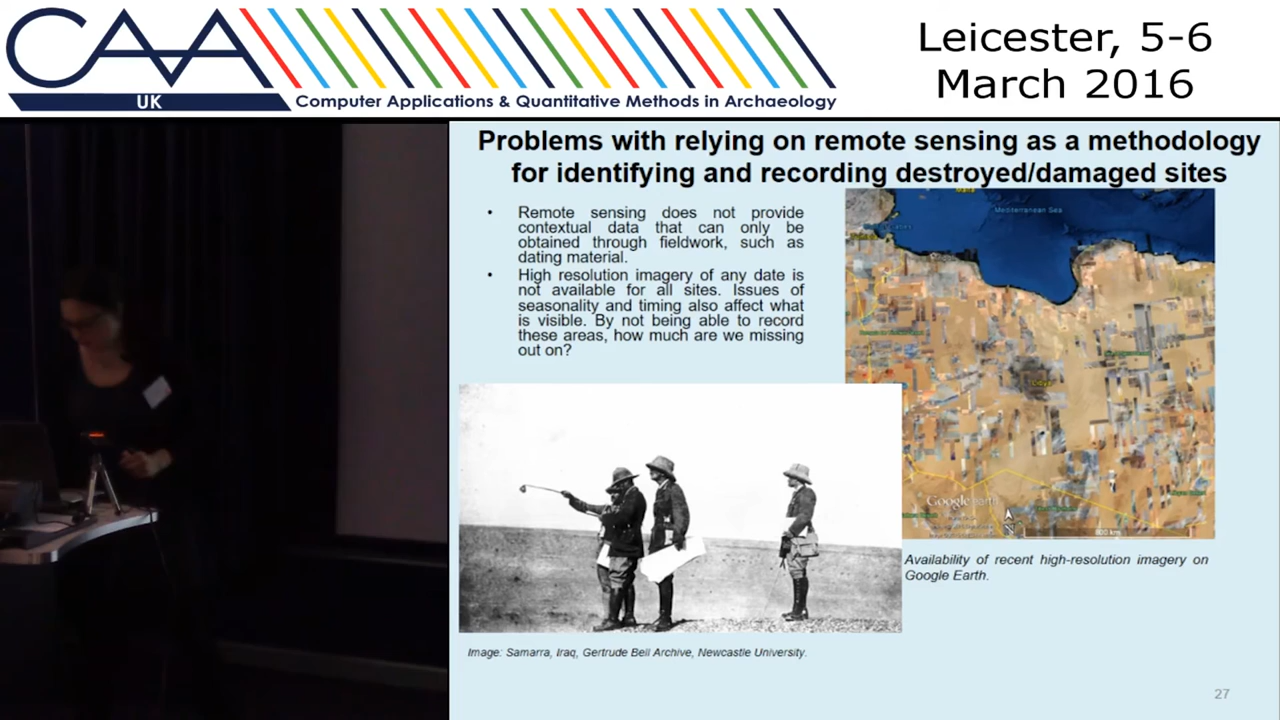 CAA
UK
Computer Applications & Quantitative Methods in Archaeology
Leicester, 5-6
March 2016
Problems with relying on remote sensing as a methodology
for identifying and recording destroyed/damaged sites
• Remote sensing does not provide
contextual data that can only be
obtained through fieldwork, such as
dating material.
• High resolution imagery of any date is
not available for all sites. Issues of
seasonality and timing also affect what
is visible. By not being able to record
these areas, how much are we missing
out on?
Mediterranean Sea
Libya
Google earth
600 km
Availability of recent high-resolution imagery on
Google Earth.
Image: Samarra, Iraq, Gertrude Bell Archive, Newcastle University.
27